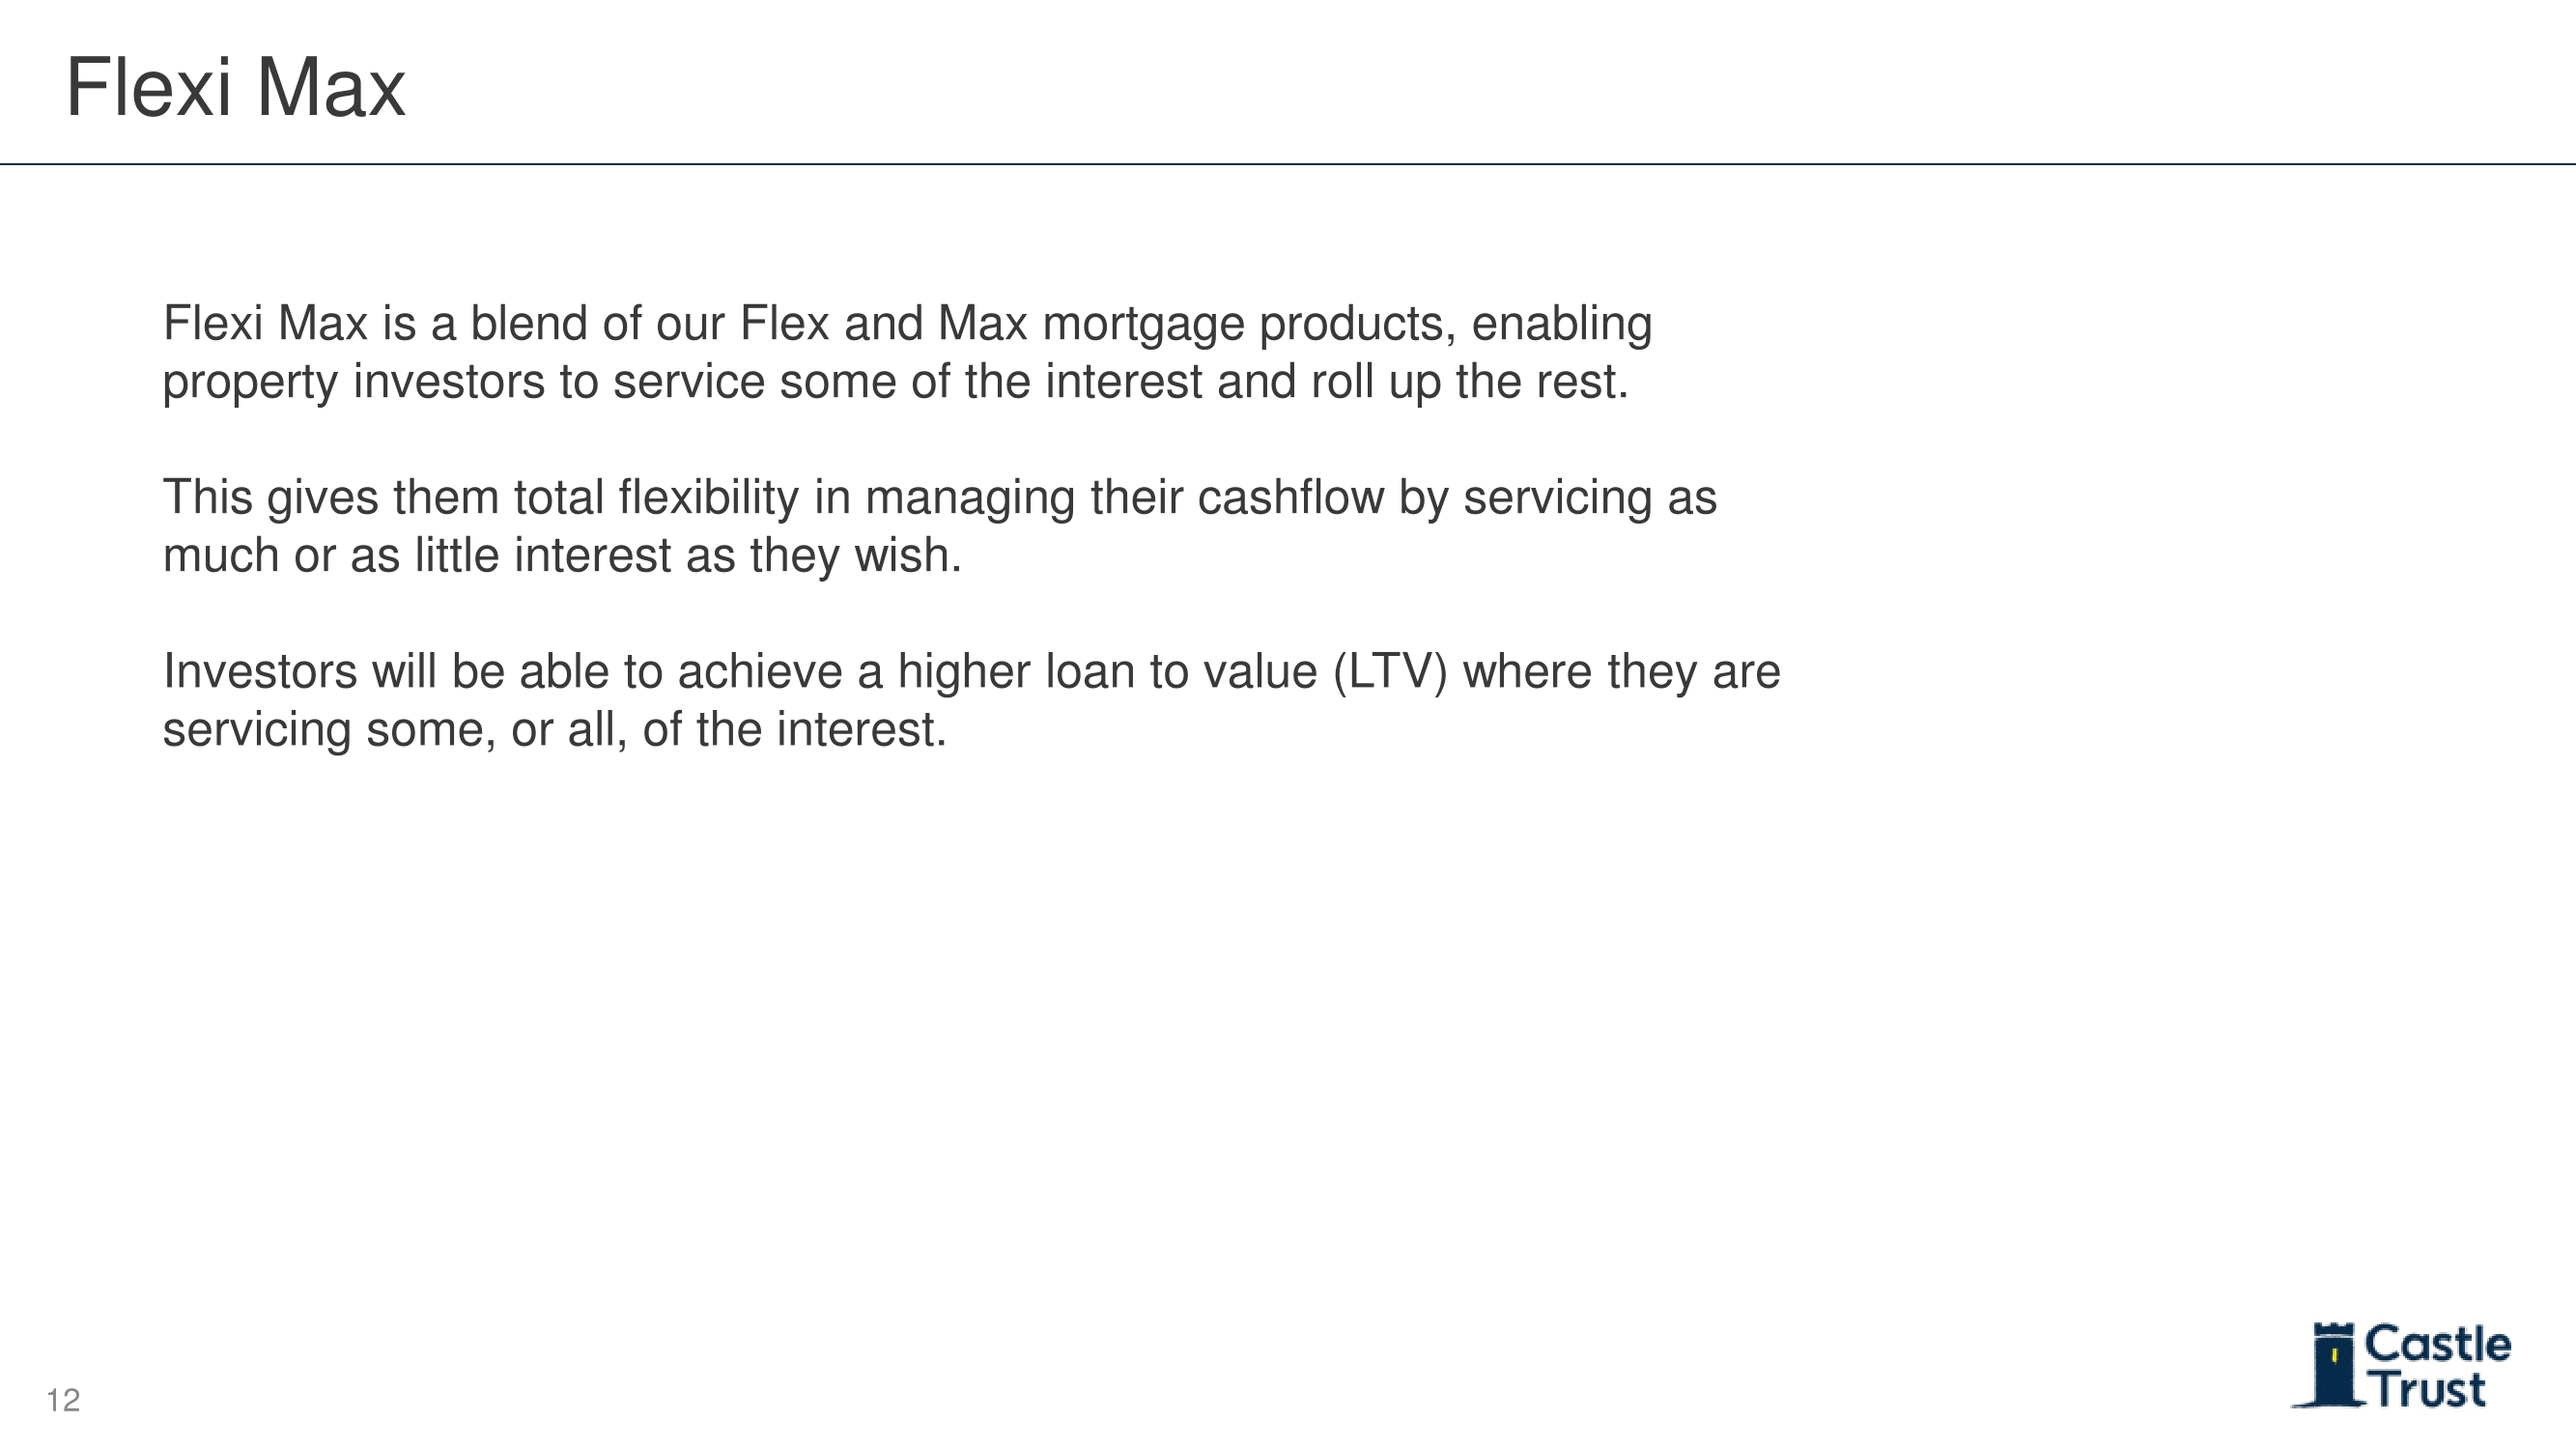 Flexi Max
Flexi Max is a blend of our Flex and Max mortgage products, enabling
property investors to service some of the interest and roll up the rest.
This gives them total flexibility in managing their cashflow by servicing as
much or as little interest as they wish.
Investors will be able to achieve a higher loan to value (LTV) where they are
servicing some, or all, of the interest.
12
Castle
Trust